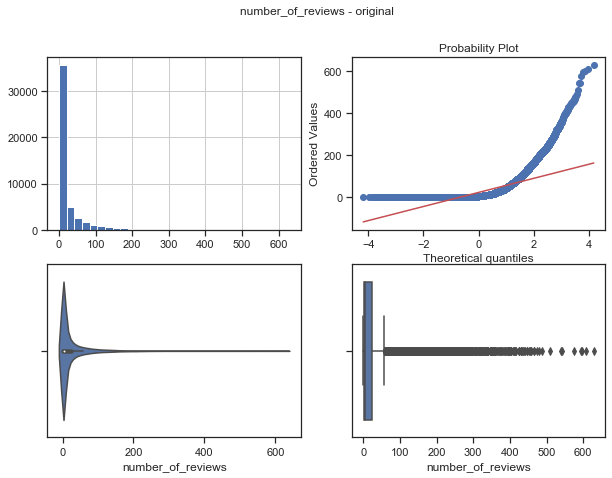 number_of_reviews - original
30000
20000
10000
0
0 100 200 300 400 500 600
Probability Plot
Ordered Values
600
400
200
0
−4 −2 0 2 4
Theoretical quantiles
0 200 400 600
number_of_reviews
0 100 200 300 400 500 600
number_of_reviews